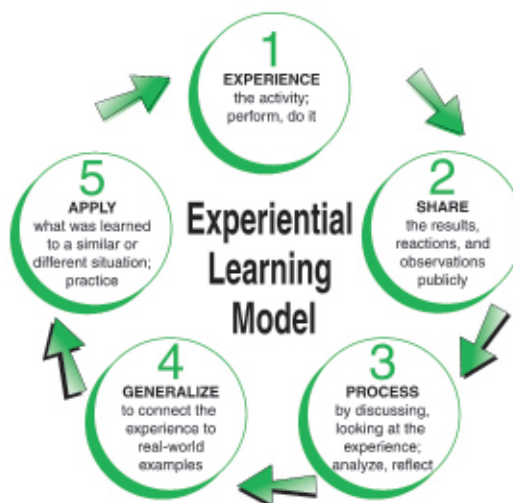 1
EXPERIENCE
the activity;
perform, do it
2
SHARE
the results,
reactions, and
observations
publicly
3
PROCESS
by discussing,
looking at the
experience;
analyze, reflect
4
GENERALIZE
to connect the
experience to
real-world
examples
5
APPLY
what was learned
to a similar or
different situation;
practice
Experiential
Learning
Model